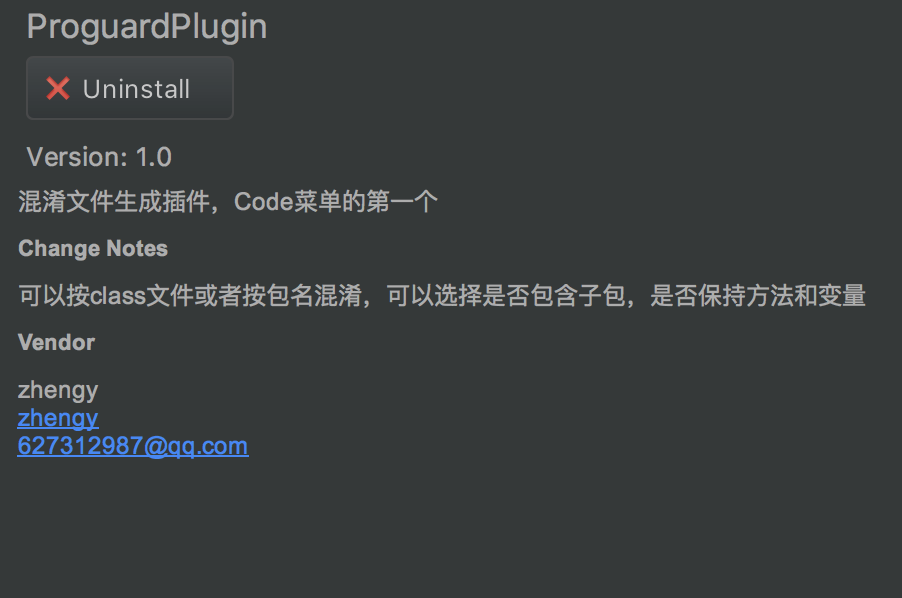 ProguardPlugin
Uninstall
Version: 1.0
混淆文件生成插件，Code菜单的第一个
Change Notes
可以按class文件或者按包名混淆，可以选择是否包含子包，是否保持方法和变量
Vendor
zhengy
zhengy
627312987@qq.com